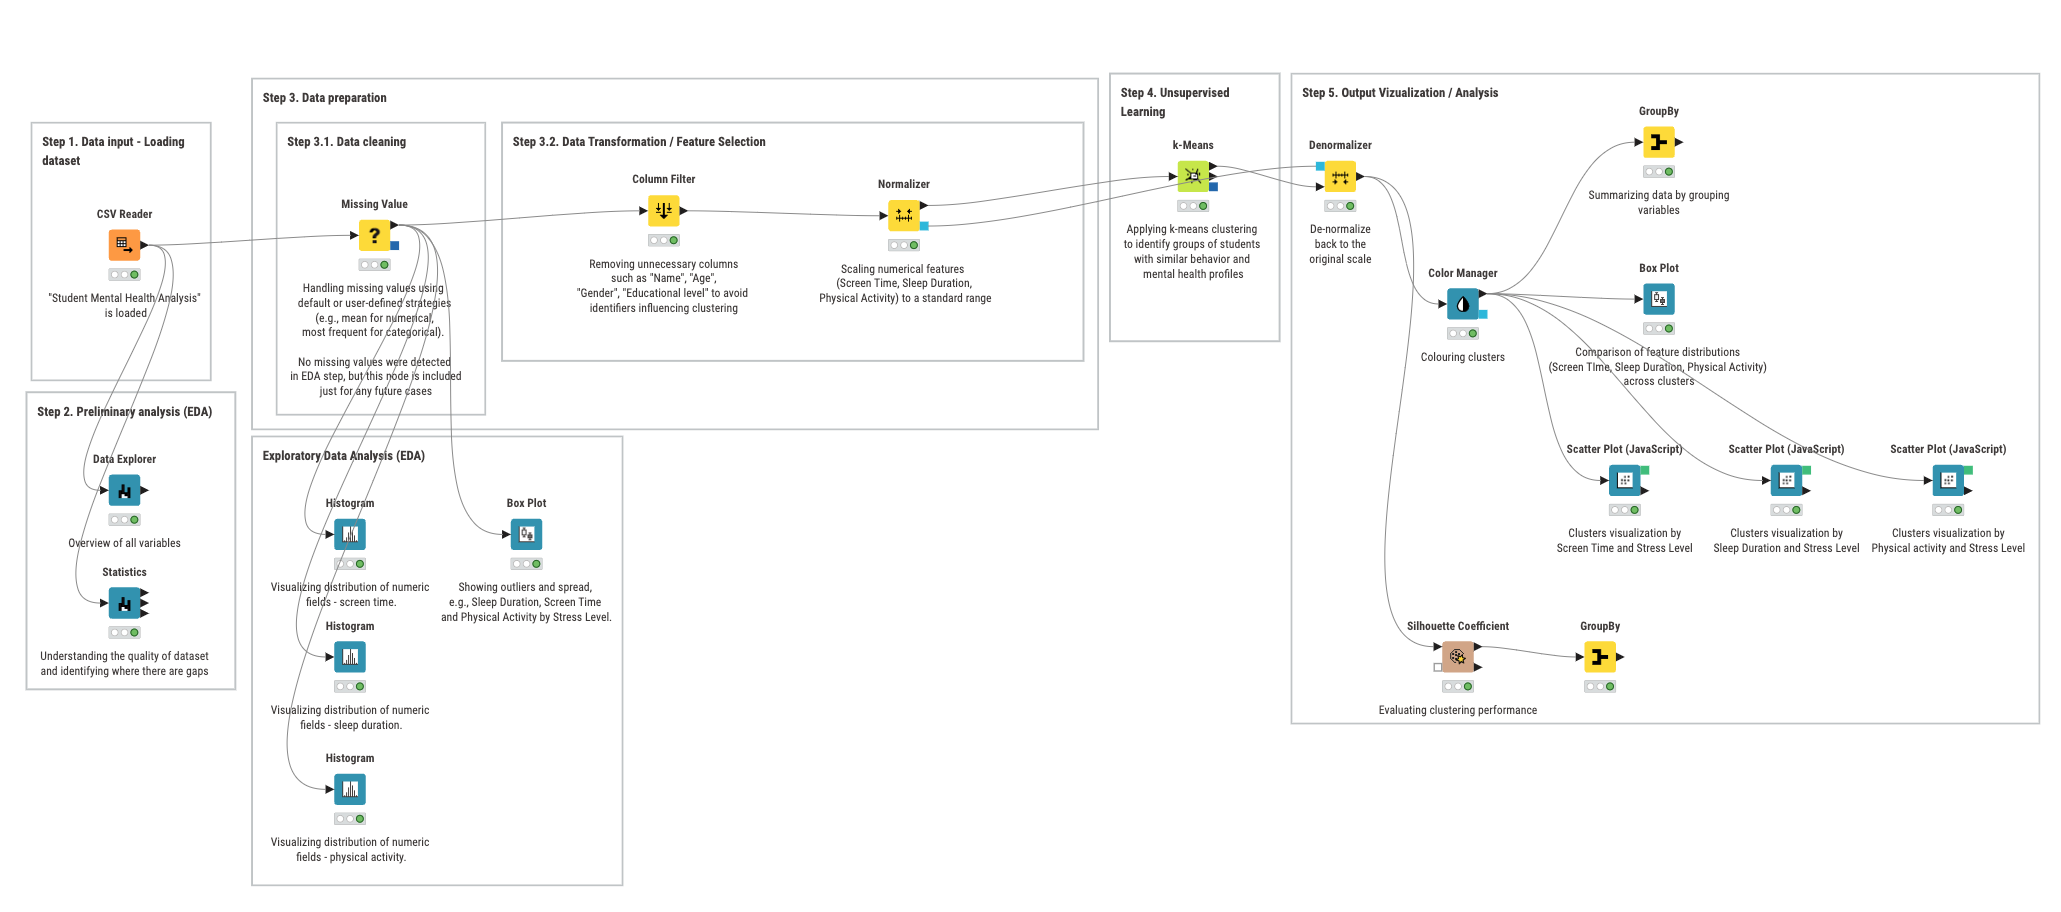 Step 1. Data input - Loading
dataset
CSV Reader
"Student Mental Health Analysis"
is loaded
Step 2. Preliminary analysis (EDA)
Data Explorer
Overview of all variables
Statistics
Understanding the quality of dataset
and identifying where there are gaps
Step 3. Data preparation
Step 3.1. Data cleaning
Missing Value
?
Handling missing values using
default or user-defined strategies
(e.g., mean for numerical,
most frequent for categorical).
No missing values were detected
in EDA step, but this node is included
just for any future cases
Step 3.2. Data Transformation / Feature Selection
Column Filter
Removing unnecessary columns
such as "Name", "Age",
"Gender", "Educational level" to avoid
identifiers influencing clustering
Normalizer
Scaling numerical features
(Screen Time, Sleep Duration,
Physical Activity) to a standard range
Exploratory Data Analysis (EDA)
Histogram
Visualizing distribution of numeric
fields - screen time.
Box Plot
Showing outliers and spread,
e.g., Sleep Duration, Screen Time
and Physical Activity by Stress Level.
Histogram
Visualizing distribution of numeric
fields - sleep duration.
Histogram
Visualizing distribution of numeric
fields - physical activity.
Step 4. Unsupervised
Learning
k-Means
Applying k-means clustering
to identify groups of students
with similar behavior and
mental health profiles
Step 5. Output Vizualization / Analysis
Denormalizer
De-normalize
back to the
original scale
GroupBy
Summarizing data by grouping
variables
Color Manager
Colouring clusters
Box Plot
Comparison of feature distributions
(Screen TIme, Sleep Duration, Physical Activity)
across clusters
Scatter Plot (JavaScript)
Clusters visualization by
Screen Time and Stress Level
Scatter Plot (JavaScript)
Clusters visualization by
Sleep Duration and Stress Level
Scatter Plot (JavaScript)
Clusters visualization by
Physical activity and Stress Level
Silhouette Coefficient
Evaluating clustering performance
GroupBy